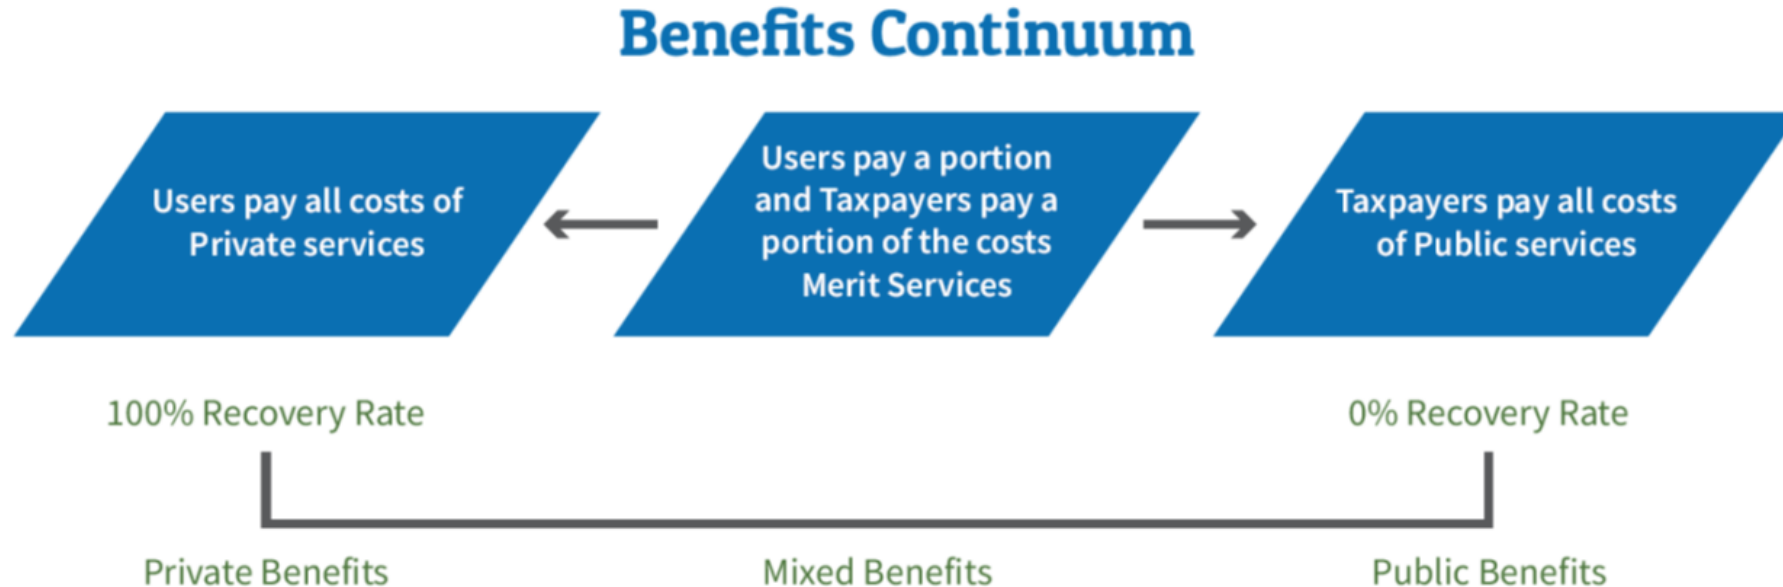 Benefits Continuum
Users pay all costs of
Private services
Users pay a portion
and Taxpayers pay a
portion of the costs
Merit Services
Taxpayers pay all costs
of Public services
100% Recovery Rate
0% Recovery Rate
Private Benefits
Mixed Benefits
Public Benefits